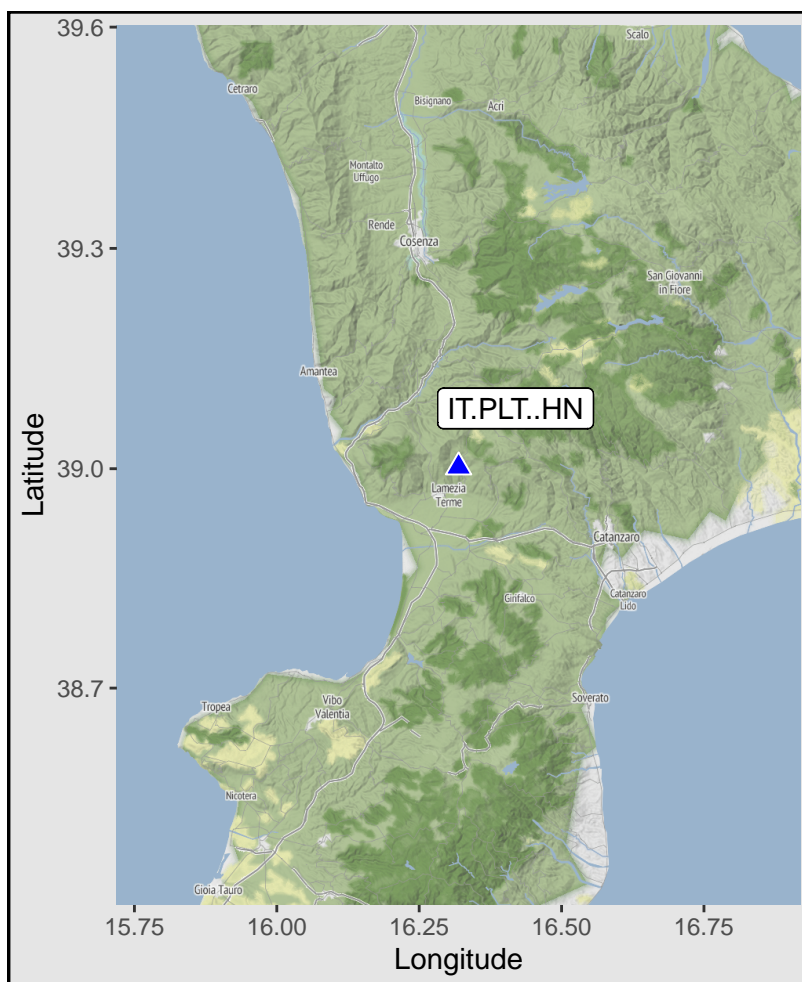 39.6
Scalo
Cetraro
Bisignano
Acri
Montalto
Uffugo
Rende
Cosenza
39.3
San Giovanni
in Fiore
Amantea
IT.PLT..HN
39.0
Lamezia
Terme
Catanzaro
Girifalco
Catanzaro
Lido
38.7
Soverato
Tropea
Vibo
Valentia
Nicotera
Gioia Tauro
15.75
16.00
16.25
16.50
16.75
Longitude
Latitude